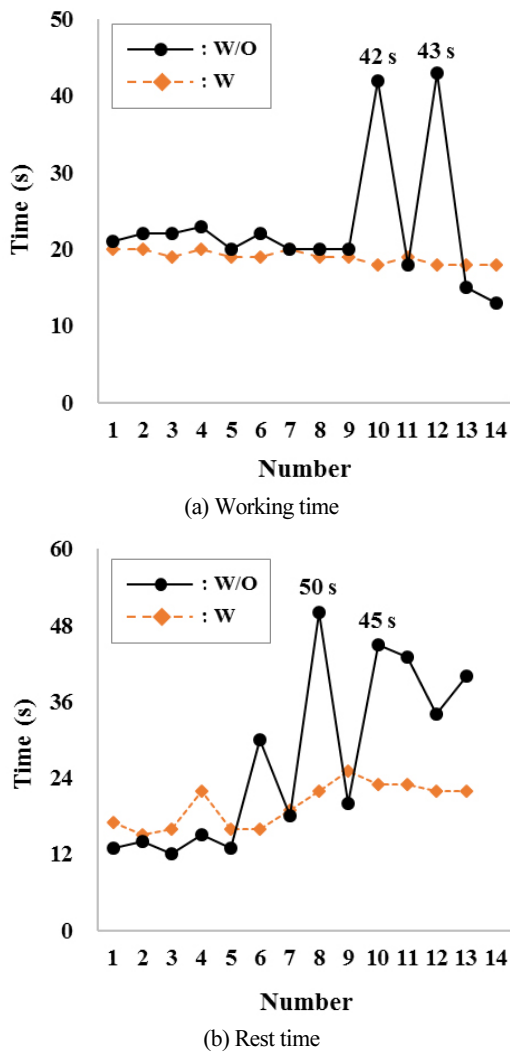 50
40
30
20
10
0
Time (s)
: W/O
: W
42 s
43 s
1 2 3 4 5 6 7 8 9 10 11 12 13 14
Number
(a) Working time
60
48
36
24
12
0
Time (s)
: W/O
: W
50 s
45 s
1 2 3 4 5 6 7 8 9 10 11 12 13 14
Number
(b) Rest time